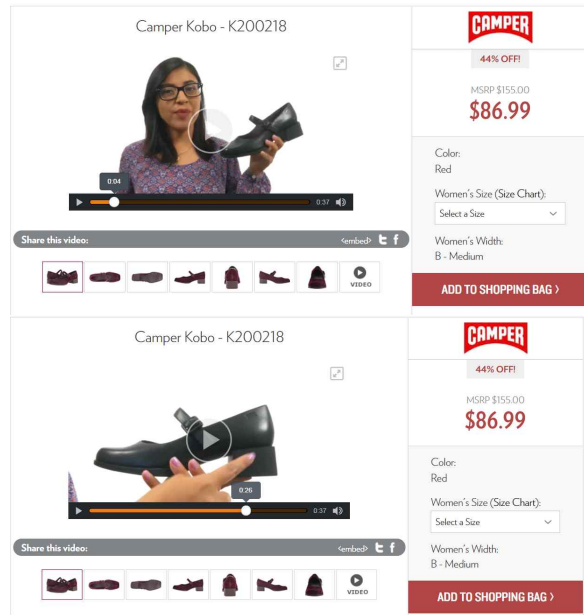 Camper Kobo - K200218
CAMPER
44% OFF!
MSRP $155.00
$86.99
Color:
Red
Women's Size (Size Chart):
Select a Size
Women's Width:
B - Medium
ADD TO SHOPPING BAG >
0:04
0:37
Share this video:
<embed>
VIDEO
Camper Kobo - K200218
CAMPER
44% OFF!
MSRP $155.00
$86.99
Color:
Red
Women's Size (Size Chart):
Select a Size
Women's Width:
B - Medium
ADD TO SHOPPING BAG >
0:26
0:37
Share this video:
<embed>
VIDEO